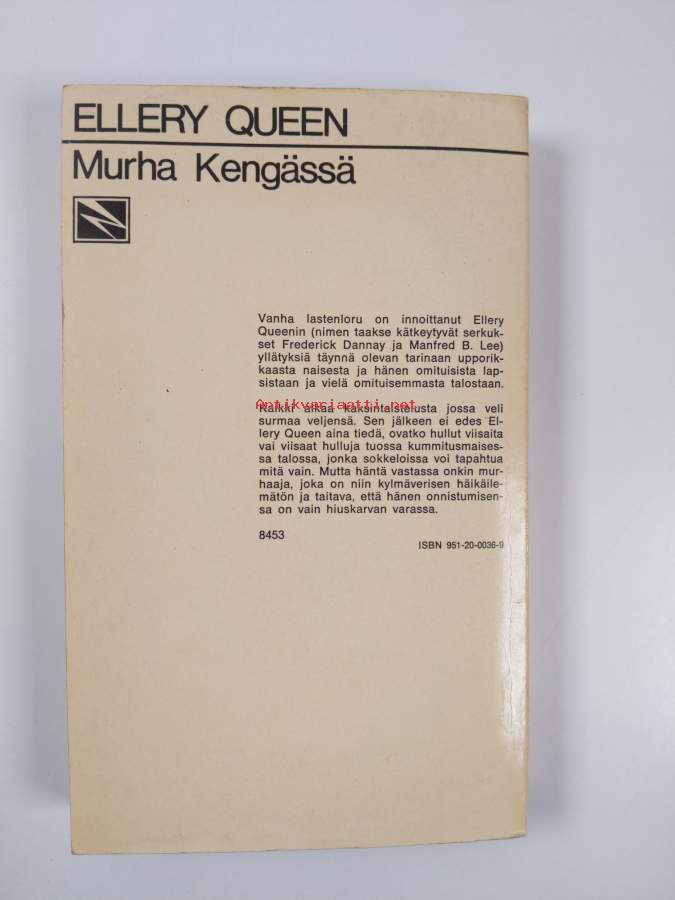 ELLERY QUEEN
Murha Kengässä
Vanha lastenloru on innoittanut Ellery
Queenin (nimen taakse kätkeytyvät serkuk-
set Frederick Dannay ja Manfred B. Lee)
yllätyksiä täynnä olevan tarinaan upporik-
kaasta naisesta ja hänen omituisista lap-
sistaan ja vielä omituisemmasta talostaan.
Antikvariaatti.net
Kaikki alkaa kaksintaistelusta jossa veli
surmaa veljensä. Sen jälkeen ei edes El-
lery Queen aina tiedä, ovatko hullut viisaita
vai viisaat hulluja tuossa kummitusmaises-
sa talossa, jonka sokkeloissa voi tapahtua
mitä vain. Mutta häntä vastassa onkin mur-
haaja, joka on niin kylmäverisen häikäile-
mätön ja taitava, että hänen onnistumisen-
sa on vain hiuskarvan varassa.
8453
ISBN 951-20-0036-9